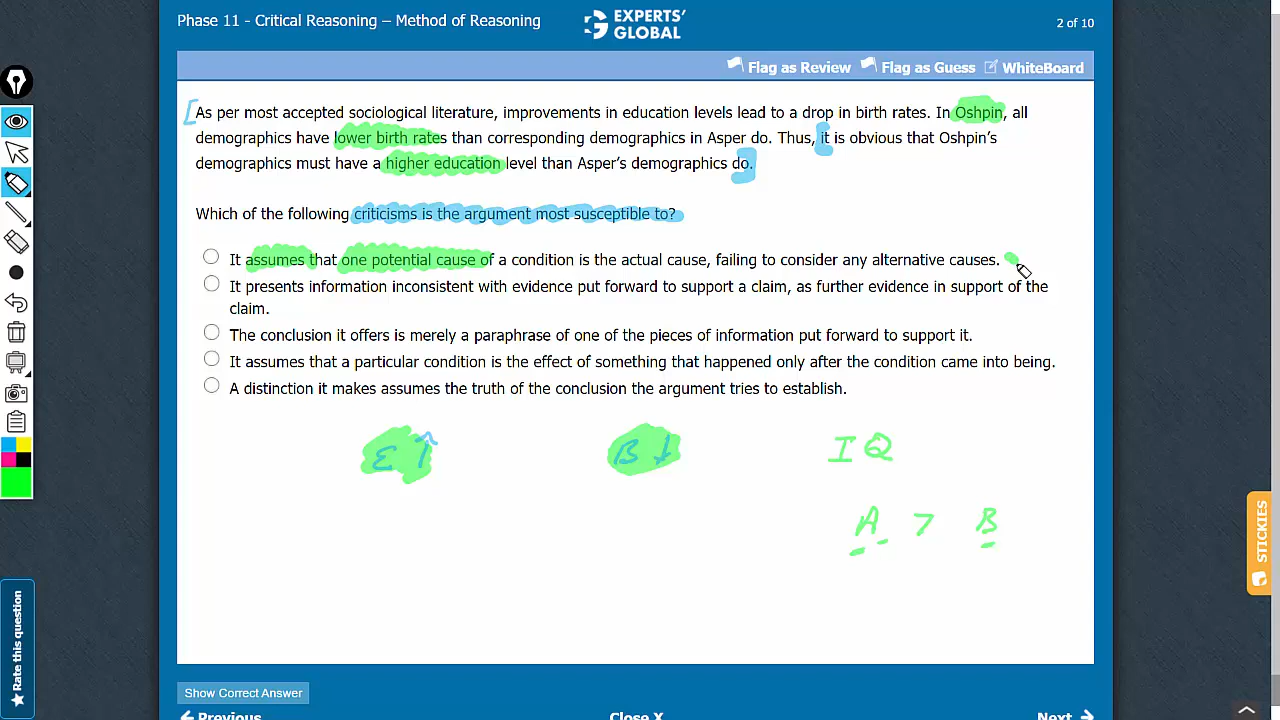 Phase 11 - Critical Reasoning – Method of Reasoning
EXPERTS'
GLOBAL
2 of 10
Flag as Review
Flag as Guess
WhiteBoard
As per most accepted sociological literature, improvements in education levels lead to a drop in birth rates. In Oshpin, all
demographics have lower birth rates than corresponding demographics in Asper do. Thus, it is obvious that Oshpin's
demographics must have a higher education level than Asper's demographics do.
Which of the following criticisms is the argument most susceptible to?
It assumes that one potential cause of a condition is the actual cause, failing to consider any alternative causes.
It presents information inconsistent with evidence put forward to support a claim, as further evidence in support of the
claim.
The conclusion it offers is merely a paraphrase of one of the pieces of information put forward to support it.
It assumes that a particular condition is the effect of something that happened only after the condition came into being.
A distinction it makes assumes the truth of the conclusion the argument tries to establish.
E ↑
B ↓
IQ
A > B
STICKIES
Rate this question
Show Correct Answer
Previous
Close X
Next